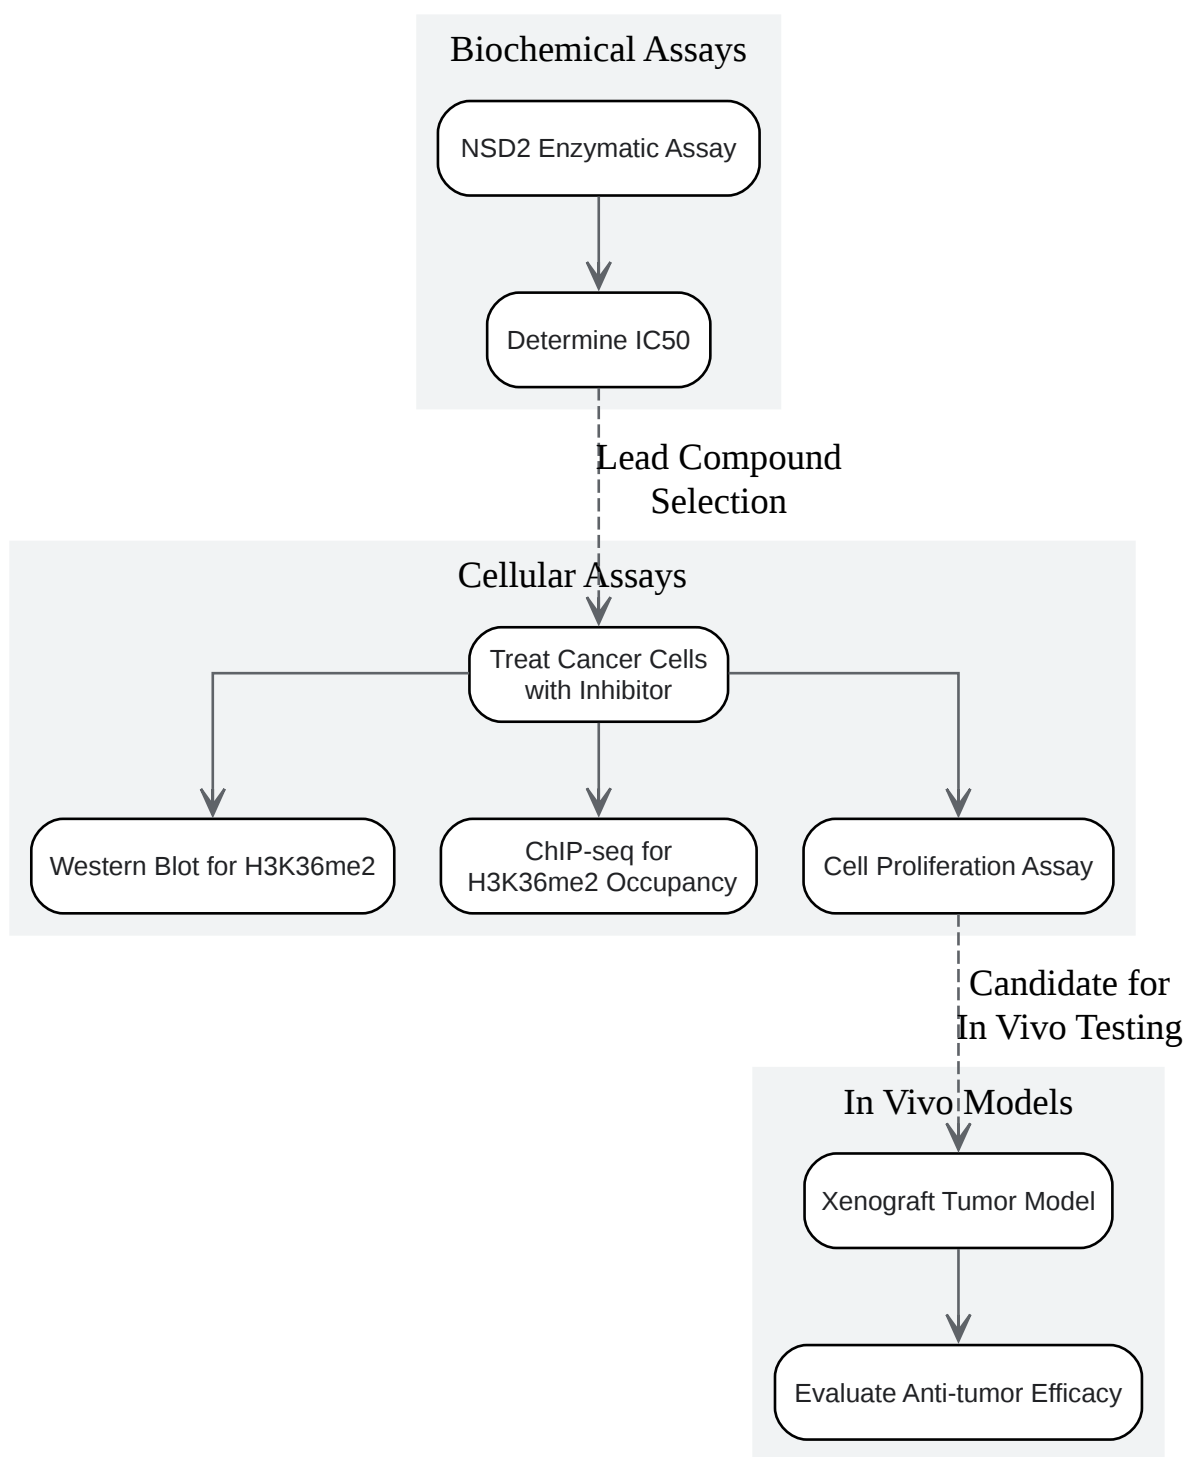 Biochemical Assays
NSD2 Enzymatic Assay
Determine IC50
Lead Compound
Selection
Cellular Assays
Treat Cancer Cells
with Inhibitor
Western Blot for H3K36me2
ChIP-seq for
H3K36me2 Occupancy
Cell Proliferation Assay
Candidate for
In Vivo Testing
In Vivo Models
Xenograft Tumor Model
Evaluate Anti-tumor Efficacy